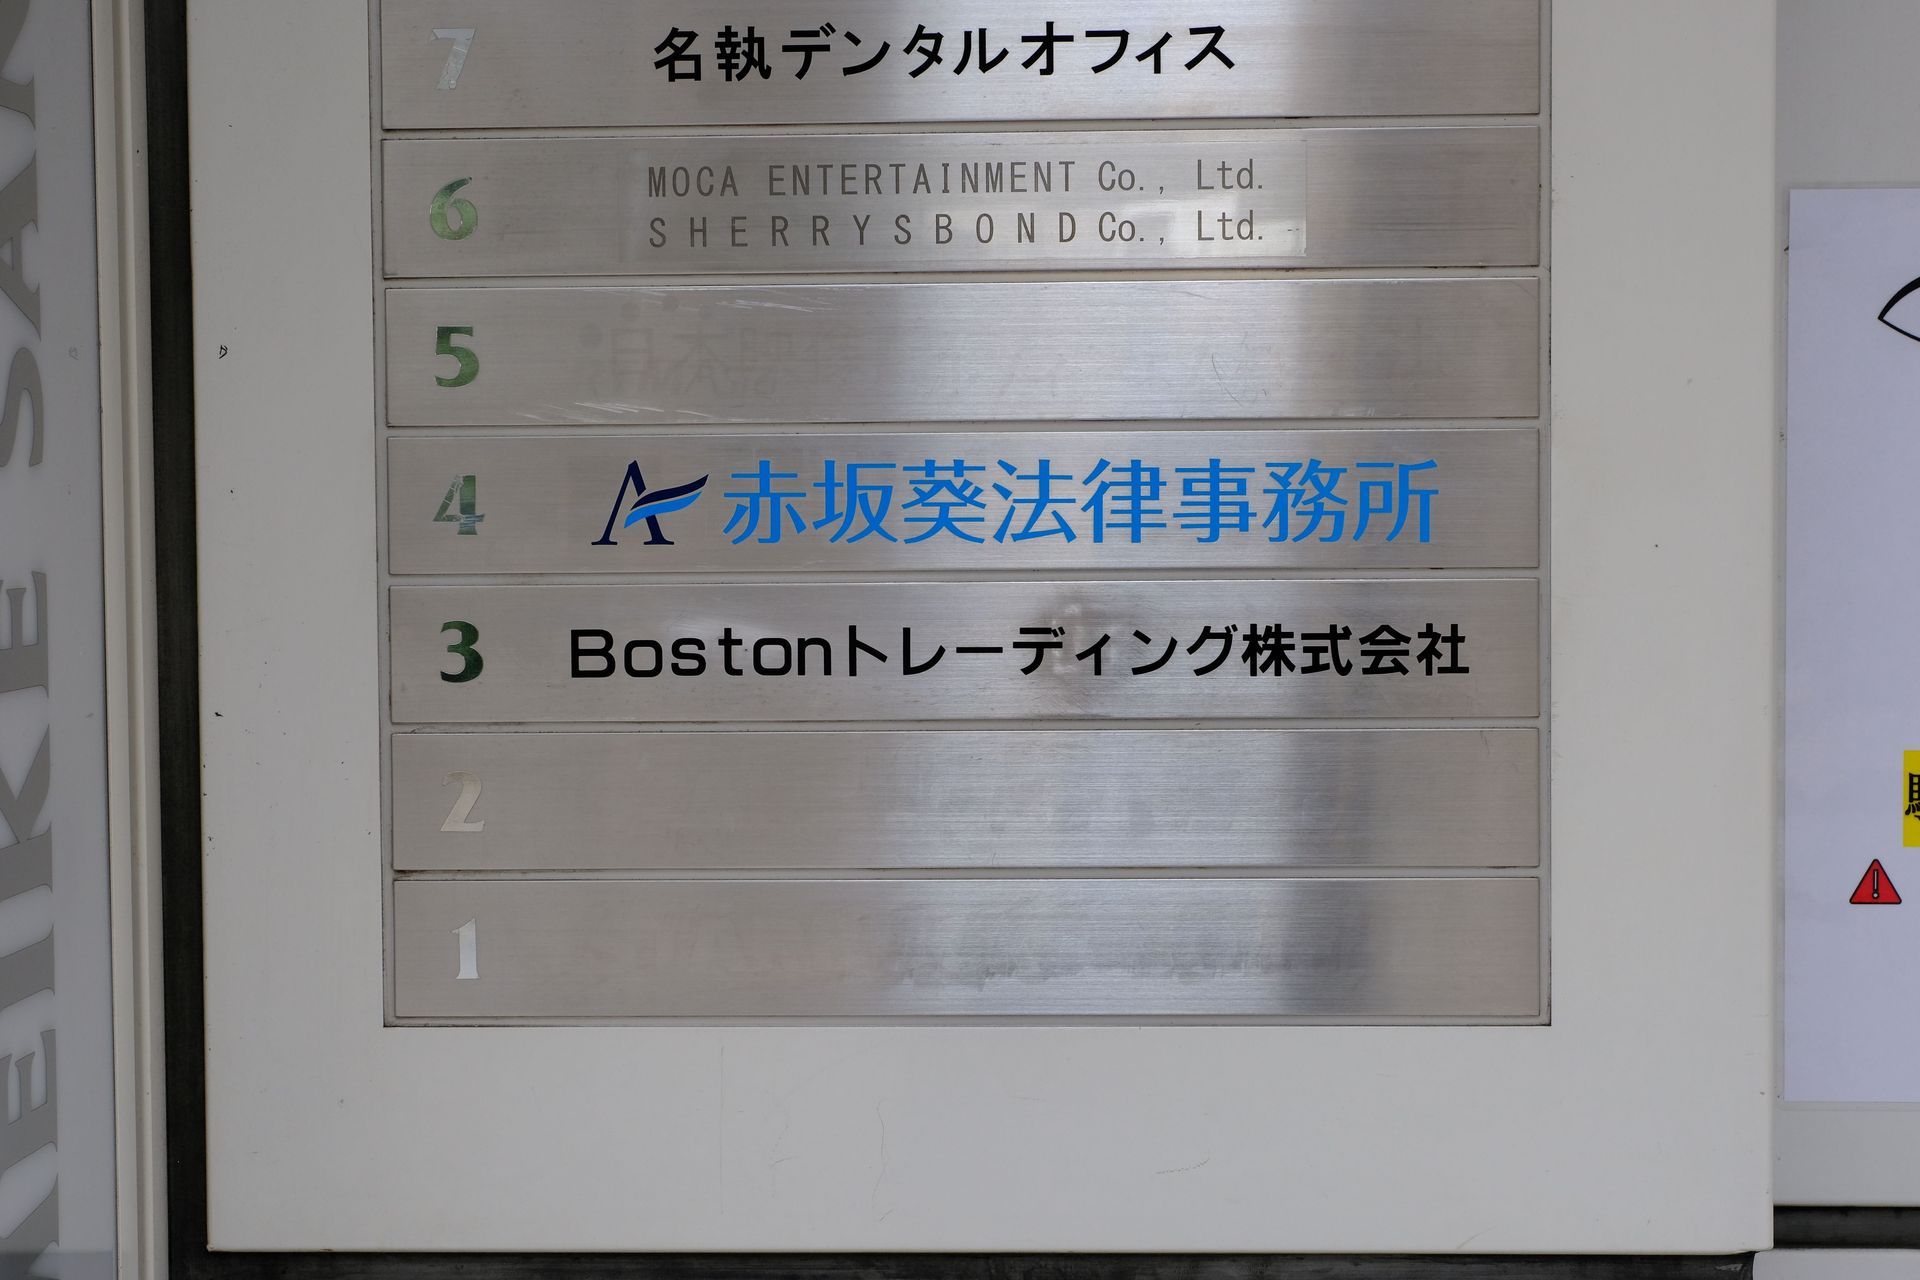 7 名執デンタルオフィス
6 MOCA ENTERTAINMENT Co., Ltd.
SHERRYSBOND Co., Ltd.
5
4 赤坂葵法律事務所
3 Bostonトレーディング株式会社
2
1